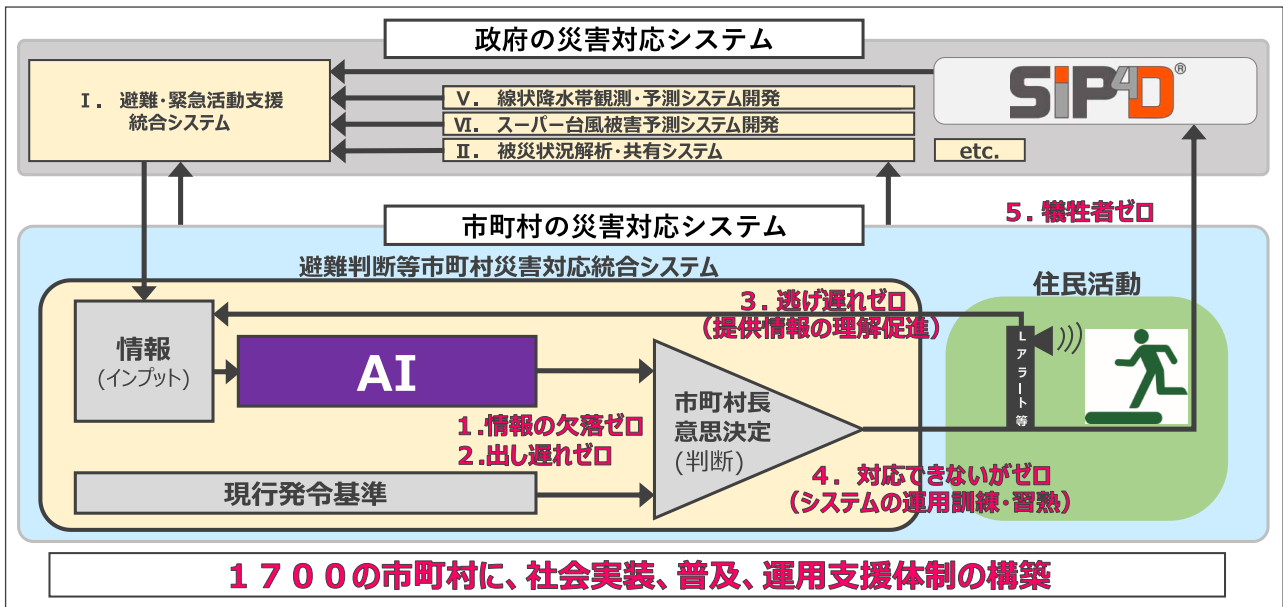 政府の災害対応システム
Ⅰ. 避難・緊急活動支援
統合システム
Ⅴ. 線状降水帯観測・予測システム開発
Ⅵ. スーパー台風被害予測システム開発
Ⅱ. 被災状況解析・共有システム
SiP4D®
etc.
5. 犠牲者ゼロ
市町村の災害対応システム
避難判断等市町村災害対応統合システム
住民活動
3. 逃げ遅れゼロ
(提供情報の理解促進)
情報
(インプット)
AI
Lアラート等
市町村長
意思決定
(判断)
1.情報の欠落ゼロ
2.出し遅れゼロ
現行発令基準
4. 対応できないがゼロ
(システムの運用訓練・習熟)
1700の市町村に、社会実装、普及、運用支援体制の構築